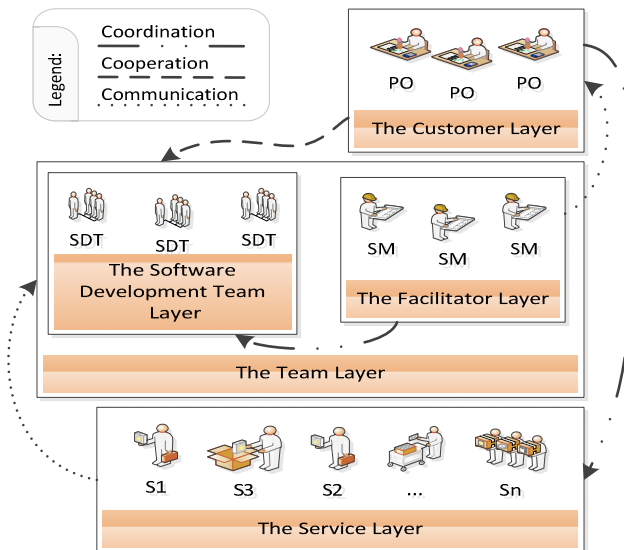 Legend:
Coordination
Cooperation
Communication
PO
PO
PO
The Customer Layer
SDT
SDT
SDT
The Software
Development Team
Layer
SM
SM
SM
The Facilitator Layer
The Team Layer
S1
S3
S2
...
Sn
The Service Layer